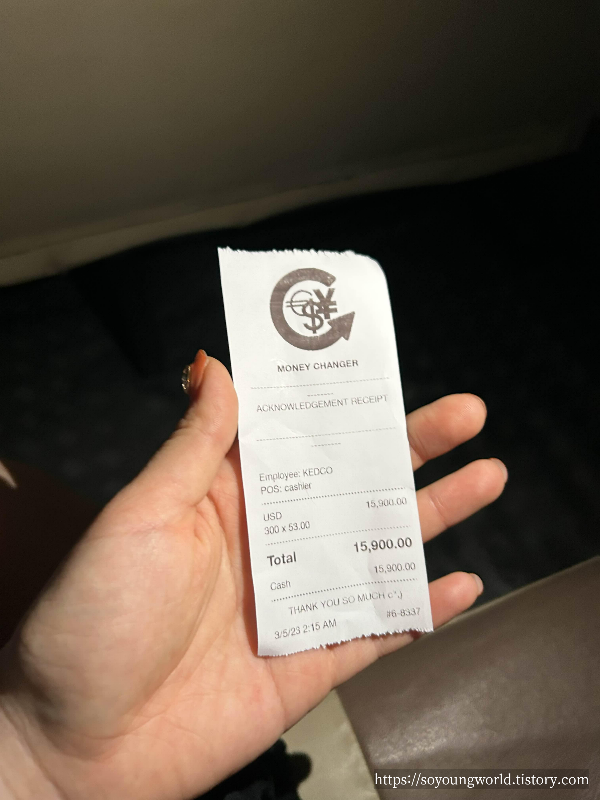 MONEY CHANGER
ACKNOWLEDGEMENT RECEIPT
Employee: KEDCO
POS: cashier
USD 15,900.00
300 x 53.00
Total 15,900.00
Cash 15,900.00
THANK YOU SO MUCH c".)
3/5/23 2:15 AM #6-8337
https://soyoungworld.tistory.com